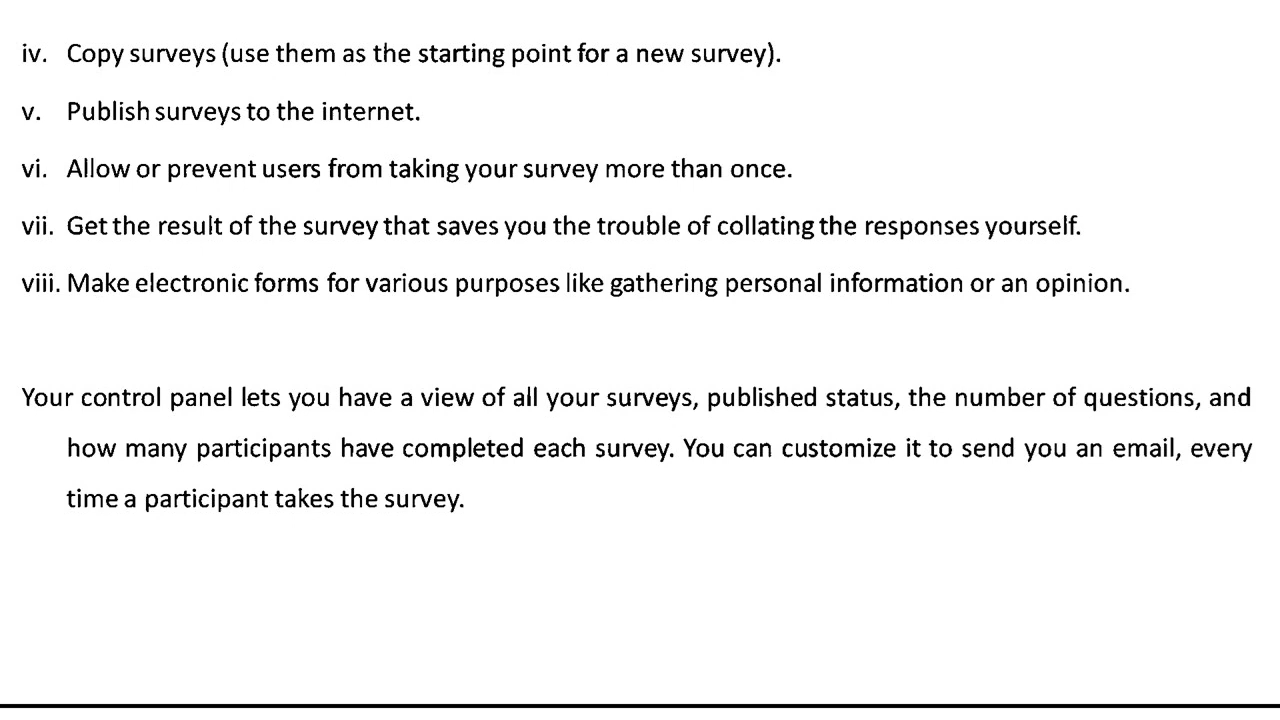 iv. Copy surveys (use them as the starting point for a new survey).
v. Publish surveys to the internet.
vi. Allow or prevent users from taking your survey more than once.
vii. Get the result of the survey that saves you the trouble of collating the responses yourself.
viii. Make electronic forms for various purposes like gathering personal information or an opinion.
Your control panel lets you have a view of all your surveys, published status, the number of questions, and
how many participants have completed each survey. You can customize it to send you an email, every
time a participant takes the survey.